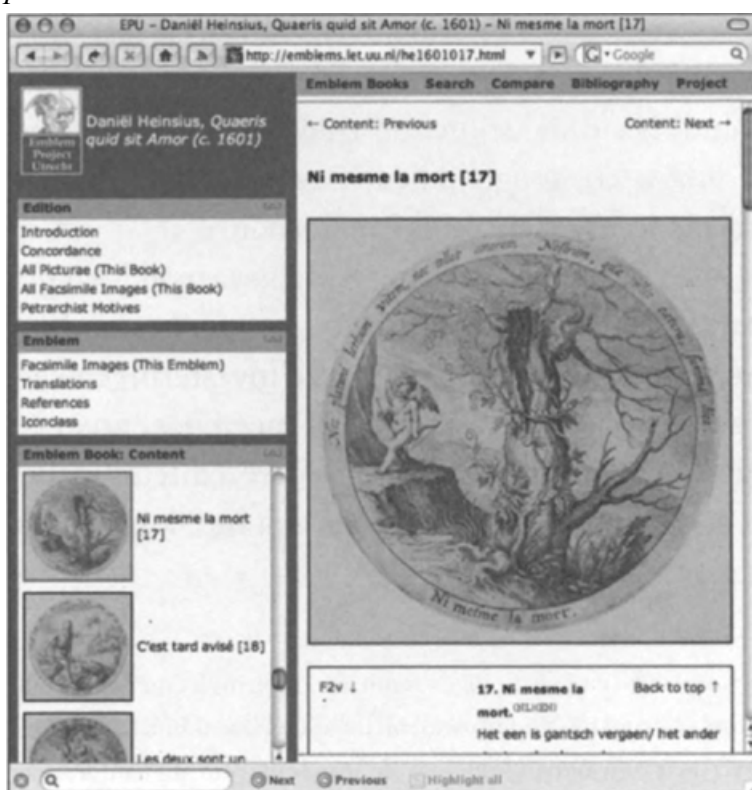 EPU – Daniël Heinsius, Quaeris quid sit Amor (c. 1601) – Ni mesme la mort [17]
http://emblems.let.uu.nl/he1601017.html
Google
Emblem Books Search Compare Bibliography Project
Emblem
Project
Utrecht
Daniël Heinsius, Quaeris
quid sit Amor (c. 1601)
Edition
Introduction
Concordance
All Picturae (This Book)
All Facsimile Images (This Book)
Petrarchist Motives
Emblem
Facsimile Images (This Emblem)
Translations
References
Iconclass
Emblem Book: Content
Ni mesme la mort
[17]
C'est tard avisé [18]
Les deux sont un
← Content: Previous
Content: Next →
Ni mesme la mort [17]
Ni mesme la mort.
F2v ↓
17. Ni mesme la
mort
Back to top ↑
Het een is gantsch vergaen/ het ander
Next Previous Highlight all